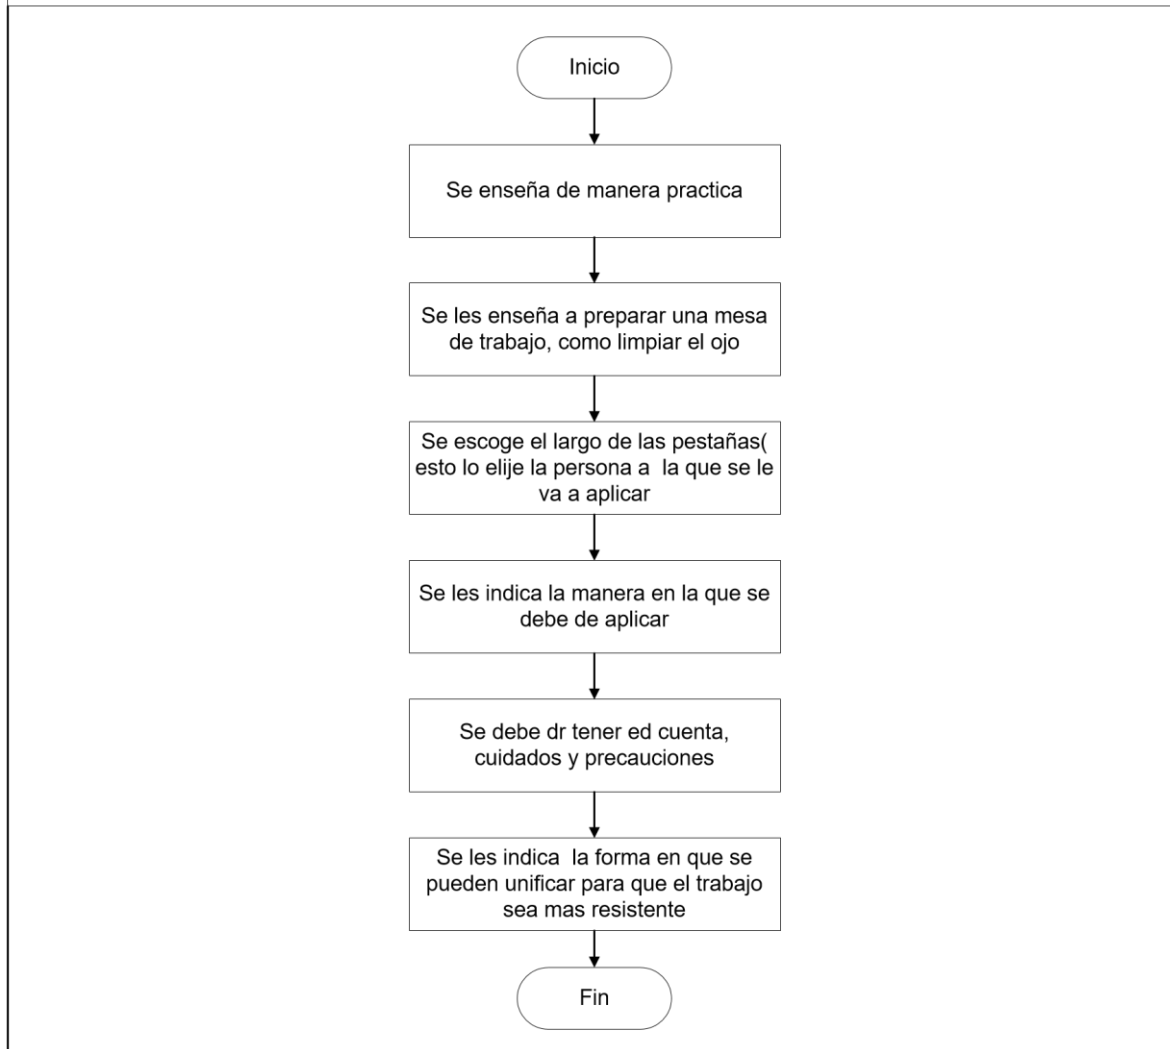 Inicio
Se enseña de manera practica
Se les enseña a preparar una mesa
de trabajo, como limpiar el ojo
Se escoge el largo de las pestañas(
esto lo elije la persona a  la que se le
va a aplicar
Se les indica la manera en la que se
debe de aplicar
Se debe dr tener ed cuenta,
cuidados y precauciones
Se les indica  la forma en que se
pueden unificar para que el trabajo
sea mas resistente
Fin